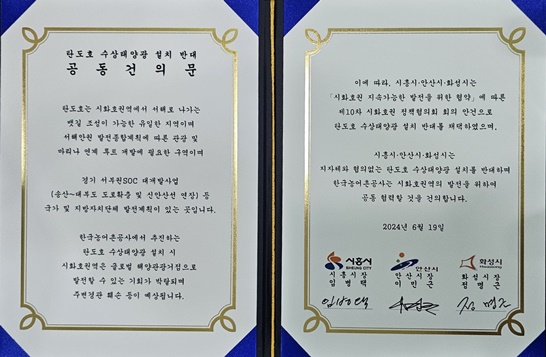 탄도호 수상태양광 설치 반대
공 동 건 의 문
탄도호는 시화호권역에서 서해로 나가는
뱃길 조성이 가능한 유일한 지역이며
서해안권 발전종합계획에 따른 관광 및
마리나 연계 루트 개발에 필요한 구역이며
경기 서부권SOC 대개발사업
(송산~대부도 도로확충 및 신안산선 연장) 등
국가 및 지방자치단체 발전계획이 있는 곳입니다.
한국농어촌공사에서 추진하는
탄도호 수상태양광 설치 시
시화호권역은 글로벌 해양관광거점으로
발전할 수 있는 기회가 박탈되며
주변경관 훼손 등이 예상됩니다.
이에 따라, 시흥시·안산시·화성시는
「시화호권 지속가능한 발전을 위한 협약」에 따른
제10차 시화호권 정책협의회 회의 안건으로
탄도호 수상태양광 설치 반대를 채택하였으며,
시흥시·안산시·화성시는
지자체와 협의없는 탄도호 수상태양광 설치를 반대하며
한국농어촌공사는 시화호권역의 발전을 위하여
공동 협력할 것을 건의합니다.
2024년 6월 19일
시흥시 안산시 화성시
SIHEUNG CITY
시흥시장 안산시장 화성시장
임병택 이민근 정명근